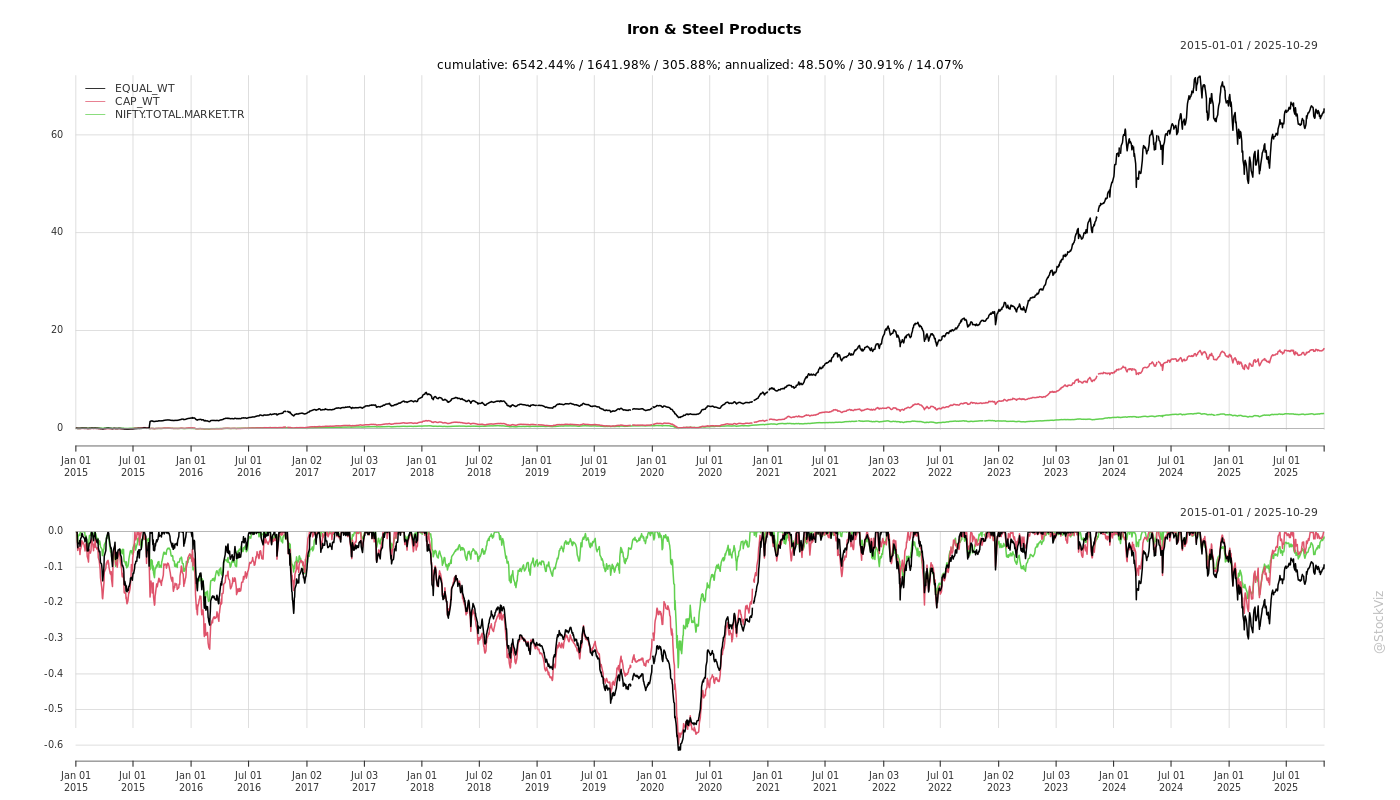 Iron & Steel Products
2015-01-01 / 2025-10-29
cumulative: 6542.44% / 1641.98% / 305.88%; annualized: 48.50% / 30.91% / 14.07%
EQUAL_WT
CAP_WT
NIFTY.TOTAL.MARKET.TR
60
40
20
0
Jan 01 Jul 01 Jan 01 Jul 01 Jan 02 Jul 03 Jan 01 Jul 02 Jan 01 Jul 01 Jan 01 Jul 01 Jan 01 Jul 01 Jan 03 Jul 01 Jan 02 Jul 03 Jan 01 Jul 01 Jan 01 Jul 01
2015 2015 2016 2016 2017 2017 2018 2018 2019 2019 2020 2020 2021 2021 2022 2022 2023 2023 2024 2024 2025 2025
2015-01-01 / 2025-10-29
0.0
-0.1
-0.2
-0.3
-0.4
-0.5
-0.6
Jan 01 Jul 01 Jan 01 Jul 01 Jan 02 Jul 03 Jan 01 Jul 02 Jan 01 Jul 01 Jan 01 Jul 01 Jan 01 Jul 01 Jan 03 Jul 01 Jan 02 Jul 03 Jan 01 Jul 01 Jan 01 Jul 01
2015 2015 2016 2016 2017 2017 2018 2018 2019 2019 2020 2020 2021 2021 2022 2022 2023 2023 2024 2024 2025 2025
@StockViz